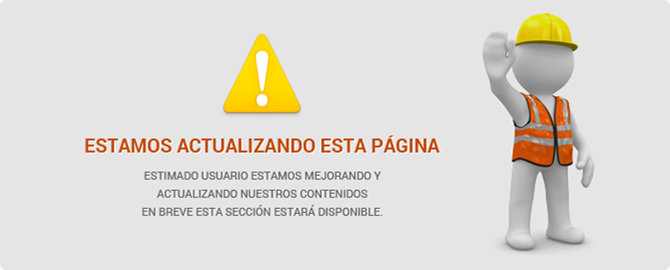 ESTAMOS ACTUALIZANDO ESTA PÁGINA
ESTIMADO USUARIO ESTAMOS MEJORANDO Y
ACTUALIZANDO NUESTROS CONTENIDOS
EN BREVE ESTA SECCIÓN ESTARÁ DISPONIBLE.